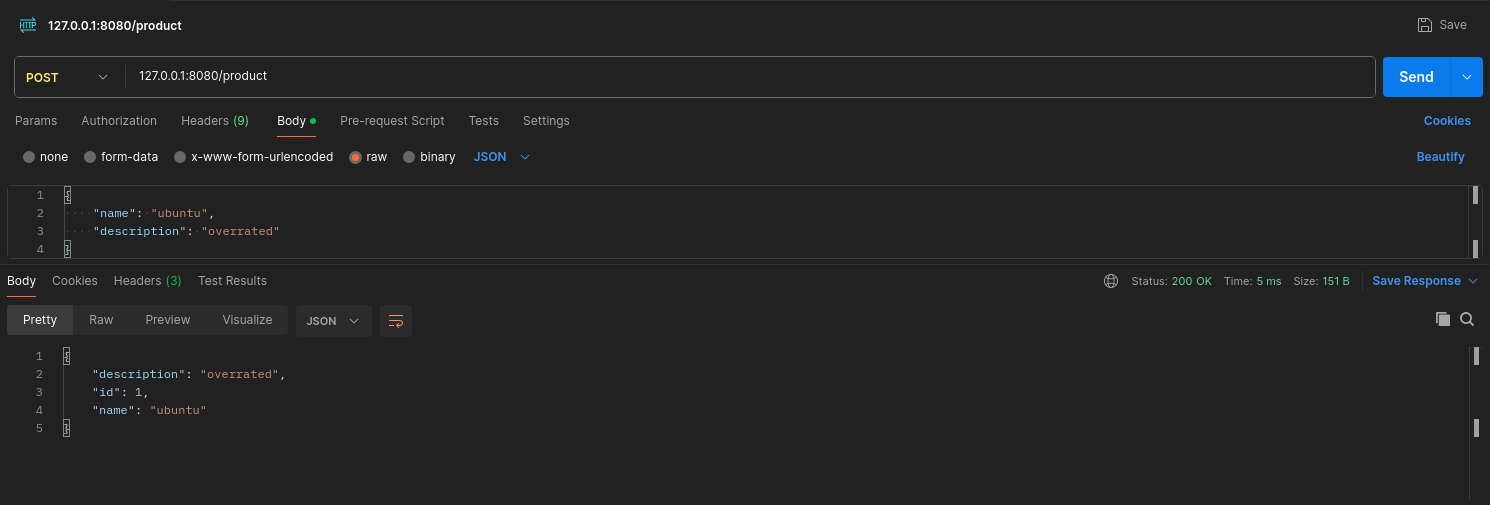 HTTP 127.0.0.1:8080/product Save
POST 127.0.0.1:8080/product Send
Params Authorization Headers (9) Body Pre-request Script Tests Settings Cookies
none form-data x-www-form-urlencoded raw binary JSON Beautify
1 {
2 "name": "ubuntu",
3 "description": "overrated"
4 }
Body Cookies Headers (3) Test Results Status: 200 OK Time: 5 ms Size: 151 B Save Response
Pretty Raw Preview Visualize JSON
1 {
2 "description": "overrated",
3 "id": 1,
4 "name": "ubuntu"
5 }